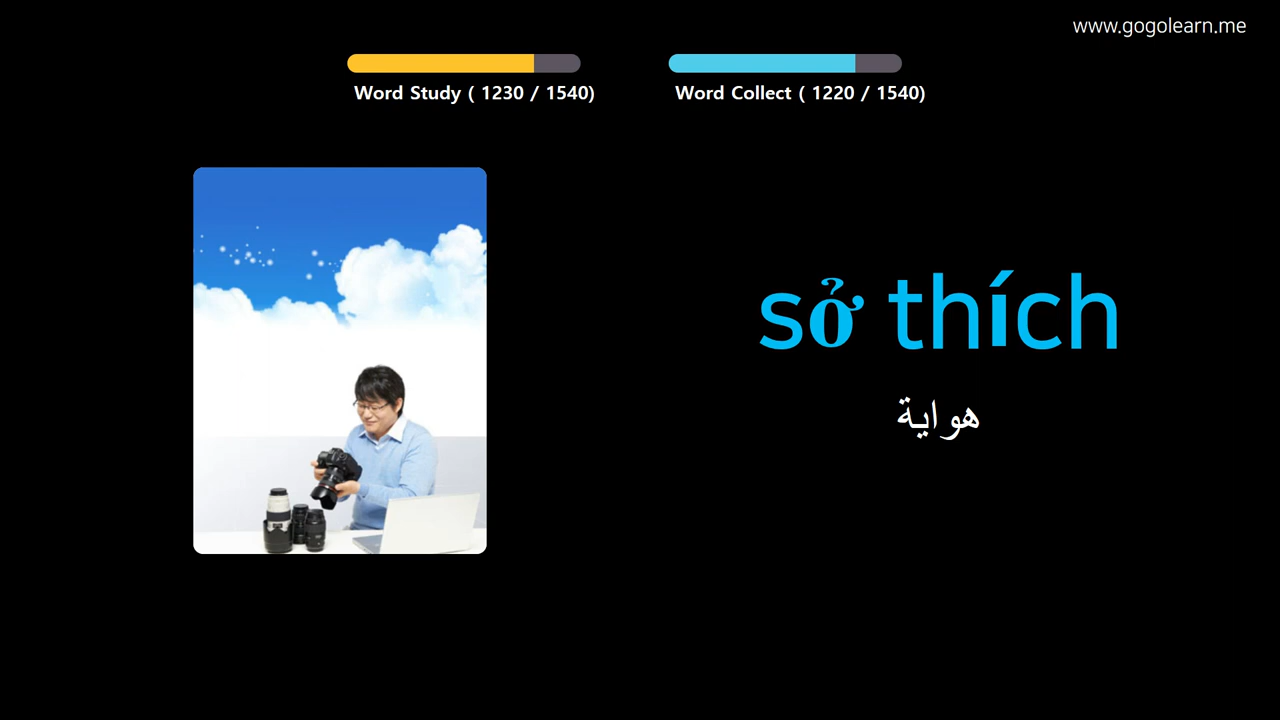 www.gogolearn.me
Word Study ( 1230 / 1540)
Word Collect ( 1220 / 1540)
sở thích
هواية